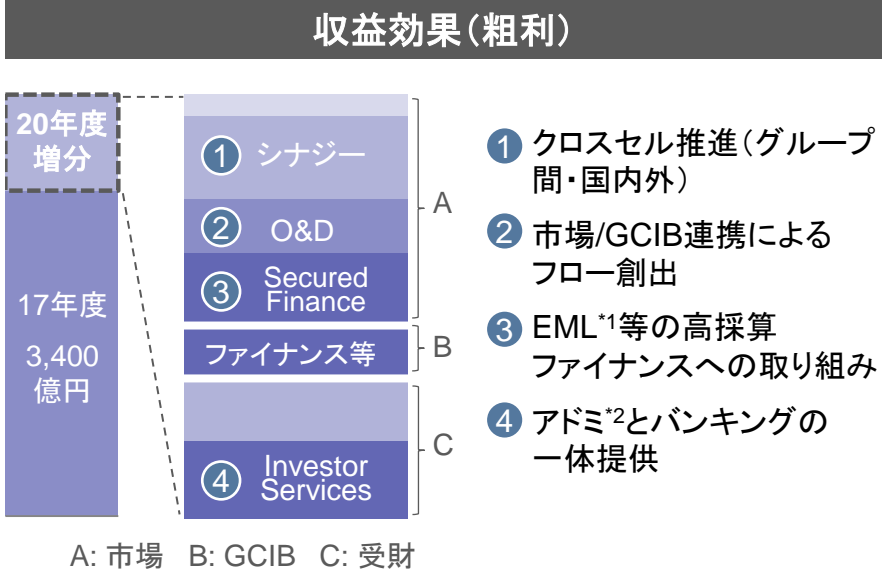 収益効果（粗利）
20年度
増分
17年度
3,400
億円
1 シナジー
2 O&D
3 Secured
Finance
ファイナンス等
4 Investor
Services
A
B
C
1 クロスセル推進（グループ
間・国内外）
2 市場/GCIB連携による
フロー創出
3 EML*1等の高採算
ファイナンスへの取り組み
4 アドミ*2とバンキングの
一体提供
A: 市場 B: GCIB C: 受財